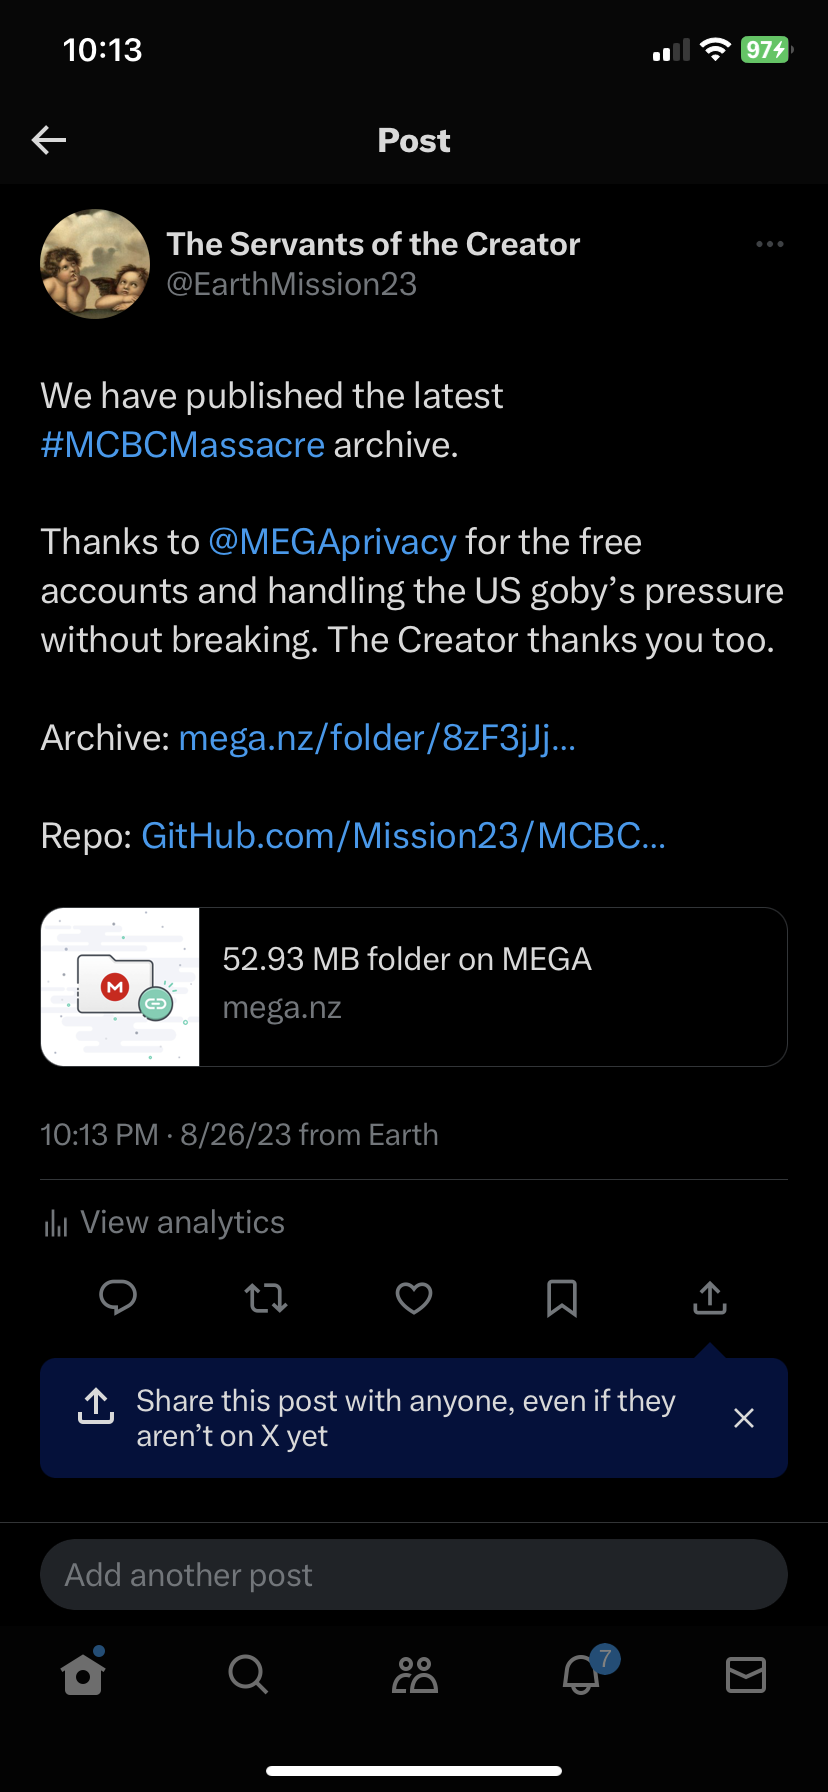 10:13
97
Post
The Servants of the Creator
@EarthMission23
We have published the latest
#MCBCMassacre archive.
Thanks to @MEGAprivacy for the free
accounts and handling the US goby’s pressure
without breaking. The Creator thanks you too.
Archive: mega.nz/folder/8zF3jJj...
Repo: GitHub.com/Mission23/MCBC...
M
52.93 MB folder on MEGA
mega.nz
10:13 PM · 8/26/23 from Earth
View analytics
Share this post with anyone, even if they
aren’t on X yet
Add another post
7